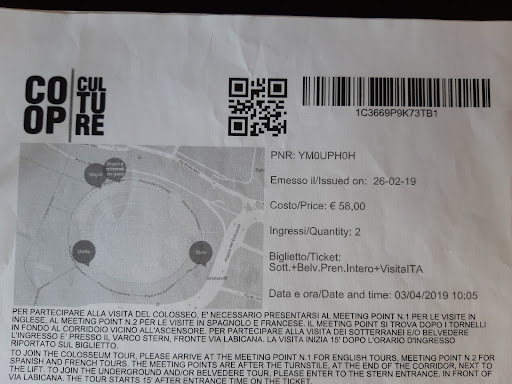 CO
OP
CUL
TU
RE
1C3669P9K73TB1
PNR: YM0UPH0H
Emesso il/Issued on: 26-02-19
Costo/Price: € 58,00
Ingressi/Quantity: 2
Biglietto/Ticket:
Sott.+Belv.Pren.Intero+VisitaITA
Data e ora/Date and time: 03/04/2019 10:05
PER PARTECIPARE ALLA VISITA DEL COLOSSEO, E' NECESSARIO PRESENTARSI AL MEETING POINT N.1 PER LE VISITE IN
INGLESE, AL MEETING POINT N.2 PER LE VISITE IN SPAGNOLO E FRANCESE. IL MEETING POINT SI TROVA DOPO I TORNELLI
IN FONDO AL CORRIDOIO VICINO ALL'ASCENSORE. PER PARTECIPARE ALLA VISITA DEI SOTTERRANEI E/O BELVEDERE
L'INGRESSO E' PRESSO IL VARCO STERN, FRONTE VIA LABICANA. LA VISITA INIZIA 15' DOPO L'ORARIO D'INGRESSO
RIPORTATO SUL BIGLIETTO.
TO JOIN THE COLOSSEUM TOUR, PLEASE ARRIVE AT THE MEETING POINT N.1 FOR ENGLISH TOURS, MEETING POINT N.2 FOR
SPANISH AND FRENCH TOURS. THE MEETING POINTS ARE AFTER THE TURNSTILE, AT THE END OF THE CORRIDOR, NEXT TO
THE LIFT. TO JOIN THE UNDERGROUND AND/OR BELVEDERE TOUR, PLEASE ENTER TO THE STERN ENTRANCE, IN FRONT OF
VIA LABICANA. THE TOUR STARTS 15' AFTER ENTRANCE TIME ON THE TICKET.